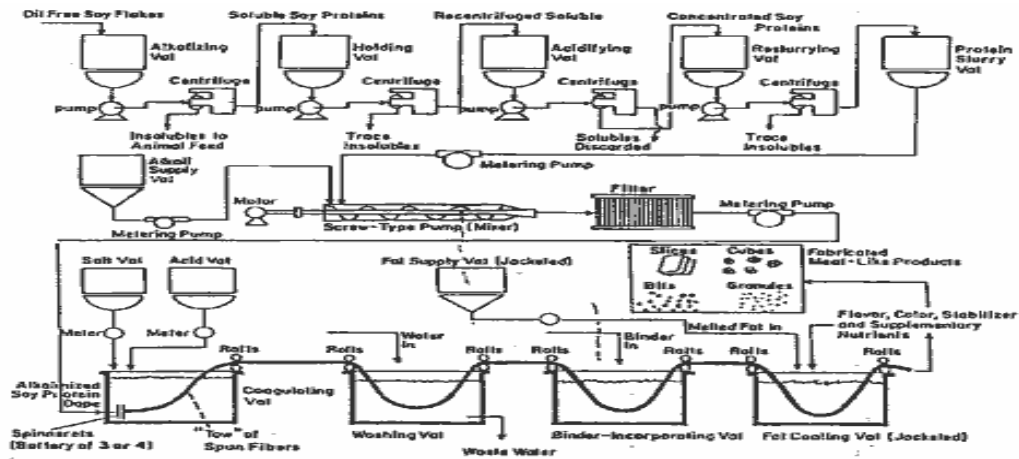 Oil Free Soy Flakes
Soluble Soy Proteins
Recentrifuged Soluble
Concentrated Soy
Proteins
Alkalizing
Vat
Holding
Vat
Acidifying
Vat
Reslurrying
Vat
Protein
Slurry
Vat
Centrifuge
Centrifuge
Centrifuge
Centrifuge
pump
pump
pump
pump
Insolubles to
Animal Feed
Trace
Insolubles
Solubles
Discarded
Trace
Insolubles
Alkali
Supply
Vat
Metering Pump
Motor
Filter
Metering Pump
Metering Pump
Screw-Type Pump (Mixer)
Slices
Cubes
Bits
Granules
Fabricated
Meat-Like Products
Salt Vat
Acid Vat
Fat Supply Vat (Jacketed)
Meter
Meter
Water
In
Binder
In
Melted Fat In
Flavor, Color, Stabilizer
and Supplementary
Nutrients
Rolls
Rolls
Rolls
Rolls
Rolls
Rolls
Alkalinized
Soy Protein
Dope
Coagulating
Vat
Spinnerets
(Battery of 3 or 4)
"Tow" of
Spun Fibers
Washing Vat
Waste Water
Binder-Incorporating Vat
Fat Cooling Vat (Jacketed)